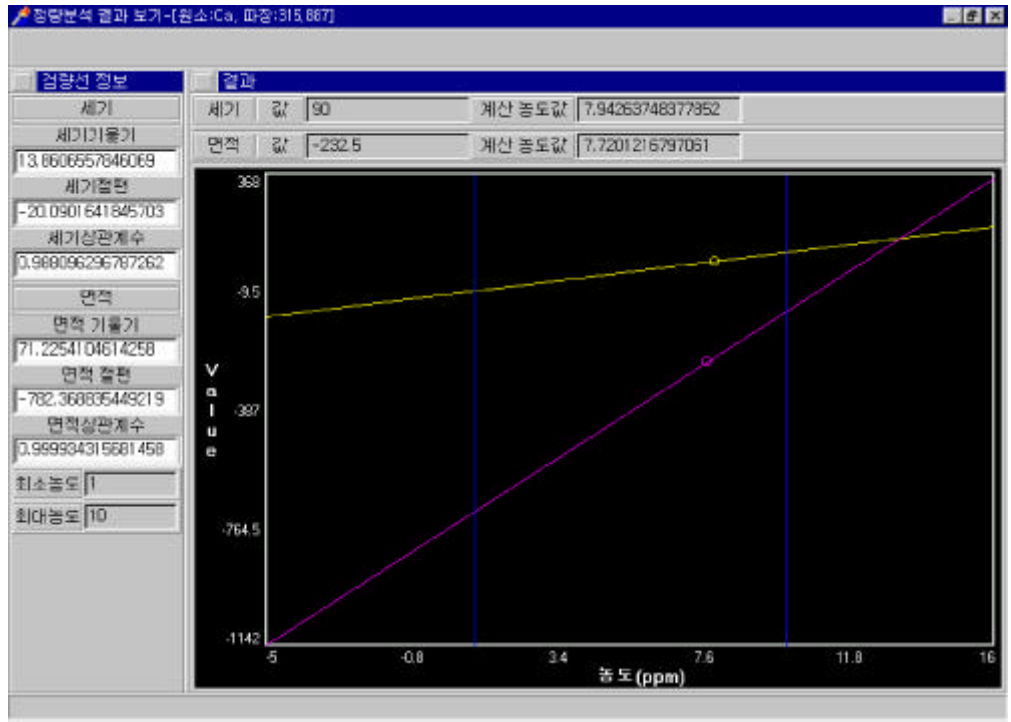 정량분석 결과 보기-[원소:Ca, 파장:315,887]
검량선 정보
세기
세기기울기
13.8606557846069
세기절편
-20.0901641845703
세기상관계수
0.988096296787262
면적
면적 기울기
71.2254104614258
면적 절편
-782.368835449219
면적상관계수
0.999934315681458
최소농도 1
최대농도 10
결과
세기 값 90 계산 농도값 7.94263748377852
면적 값 -232.5 계산 농도값 7.7201216797061
368
-9.5
-387
-764.5
-1142
Value
-5 -0.8 3.4 7.6 11.8 16
농도(ppm)